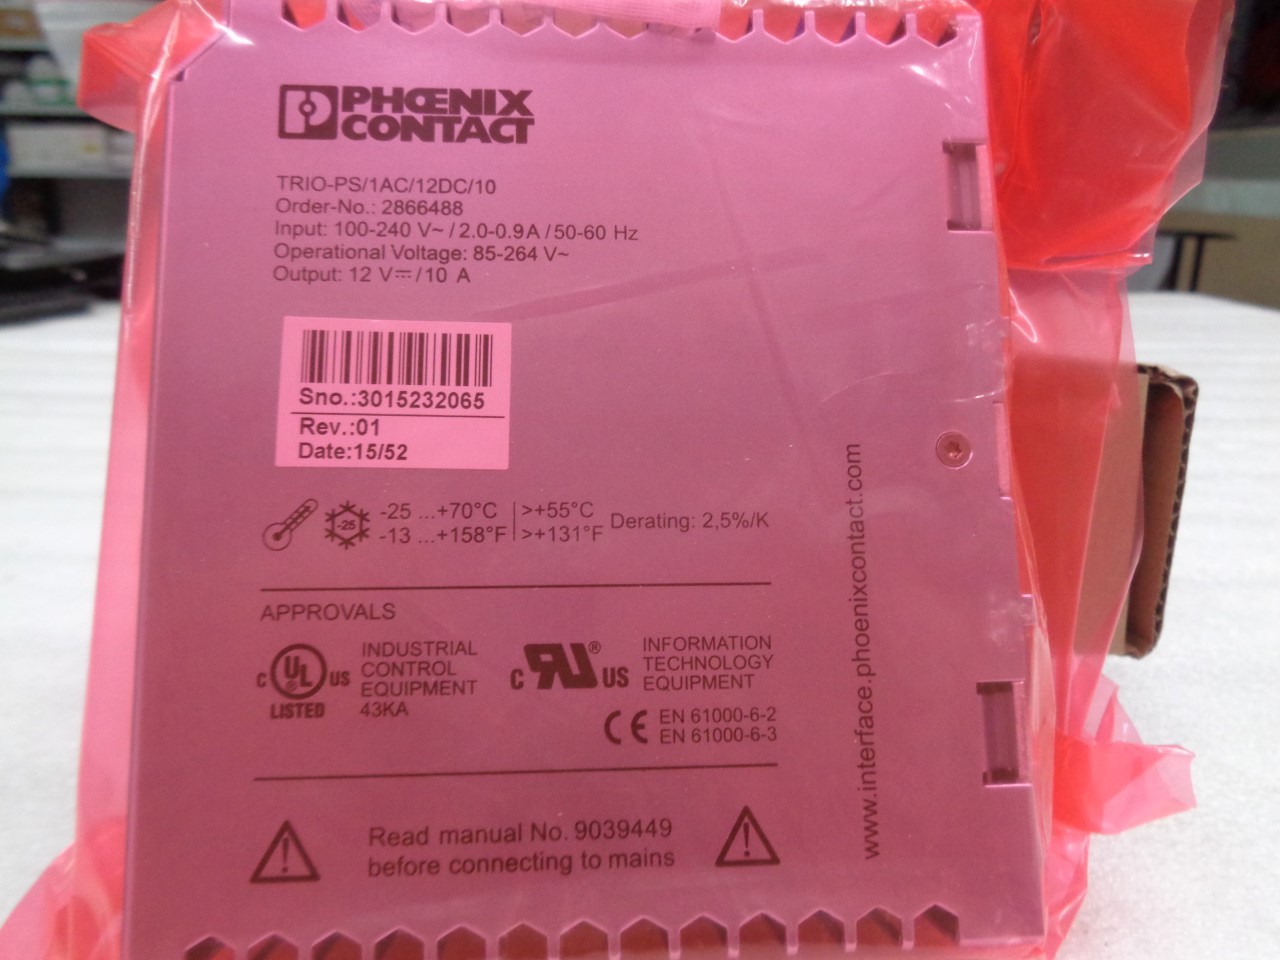 PHŒNIX
CONTACT
TRIO-PS/1AC/12DC/10
Order-No.: 2866488
Input: 100-240 V~ / 2.0-0.9A / 50-60 Hz
Operational Voltage: 85-264 V~
Output: 12 V⎓/10 A
Sno.:3015232065
Rev.:01
Date:15/52
-25
-25 ...+70°C >+55°C
-13 ...+158°F >+131°F
Derating: 2,5%/K
APPROVALS
C UL US
LISTED
INDUSTRIAL
CONTROL
EQUIPMENT
43KA
C RU ® US
INFORMATION
TECHNOLOGY
EQUIPMENT
CE
EN 61000-6-2
EN 61000-6-3
Read manual No. 9039449
before connecting to mains
www.interface.phoenixcontact.com